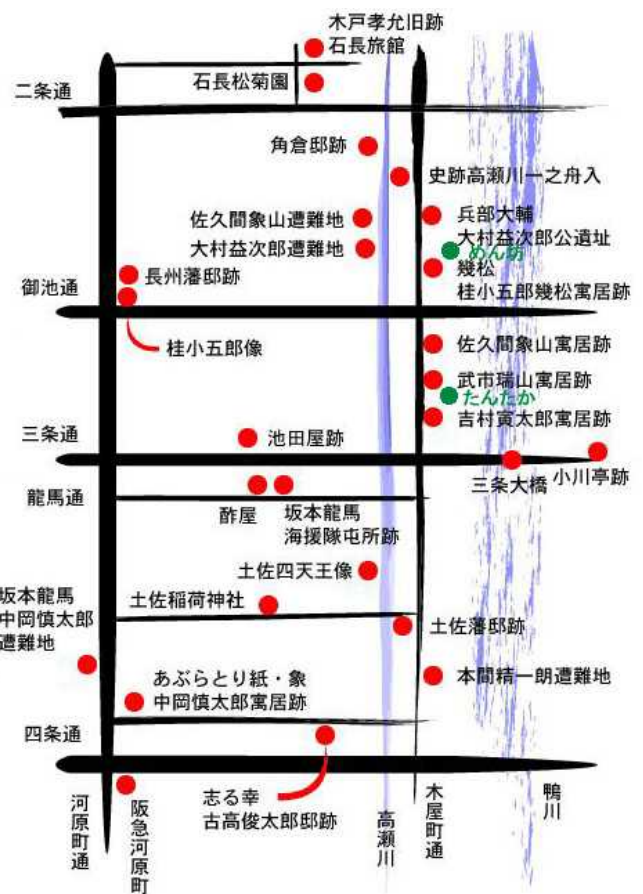 木戸孝允旧跡
石長旅館
石長松菊園
二条通
角倉邸跡
史跡高瀬川一之舟入
佐久間象山遭難地
兵部大輔
大村益次郎公遺址
大村益次郎遭難地
めん坊
幾松
桂小五郎幾松寓居跡
長州藩邸跡
御池通
桂小五郎像
佐久間象山寓居跡
武市瑞山寓居跡
たんたか
吉村寅太郎寓居跡
三条通
池田屋跡
三条大橋
小川亭跡
龍馬通
酢屋
坂本龍馬
海援隊屯所跡
土佐四天王像
坂本龍馬
中岡慎太郎
遭難地
土佐稲荷神社
土佐藩邸跡
あぶらとり紙・象
中岡慎太郎寓居跡
本間精一朗遭難地
四条通
志る幸
古高俊太郎邸跡
河原町通
阪急河原町
高瀬川
木屋町通
鴨川